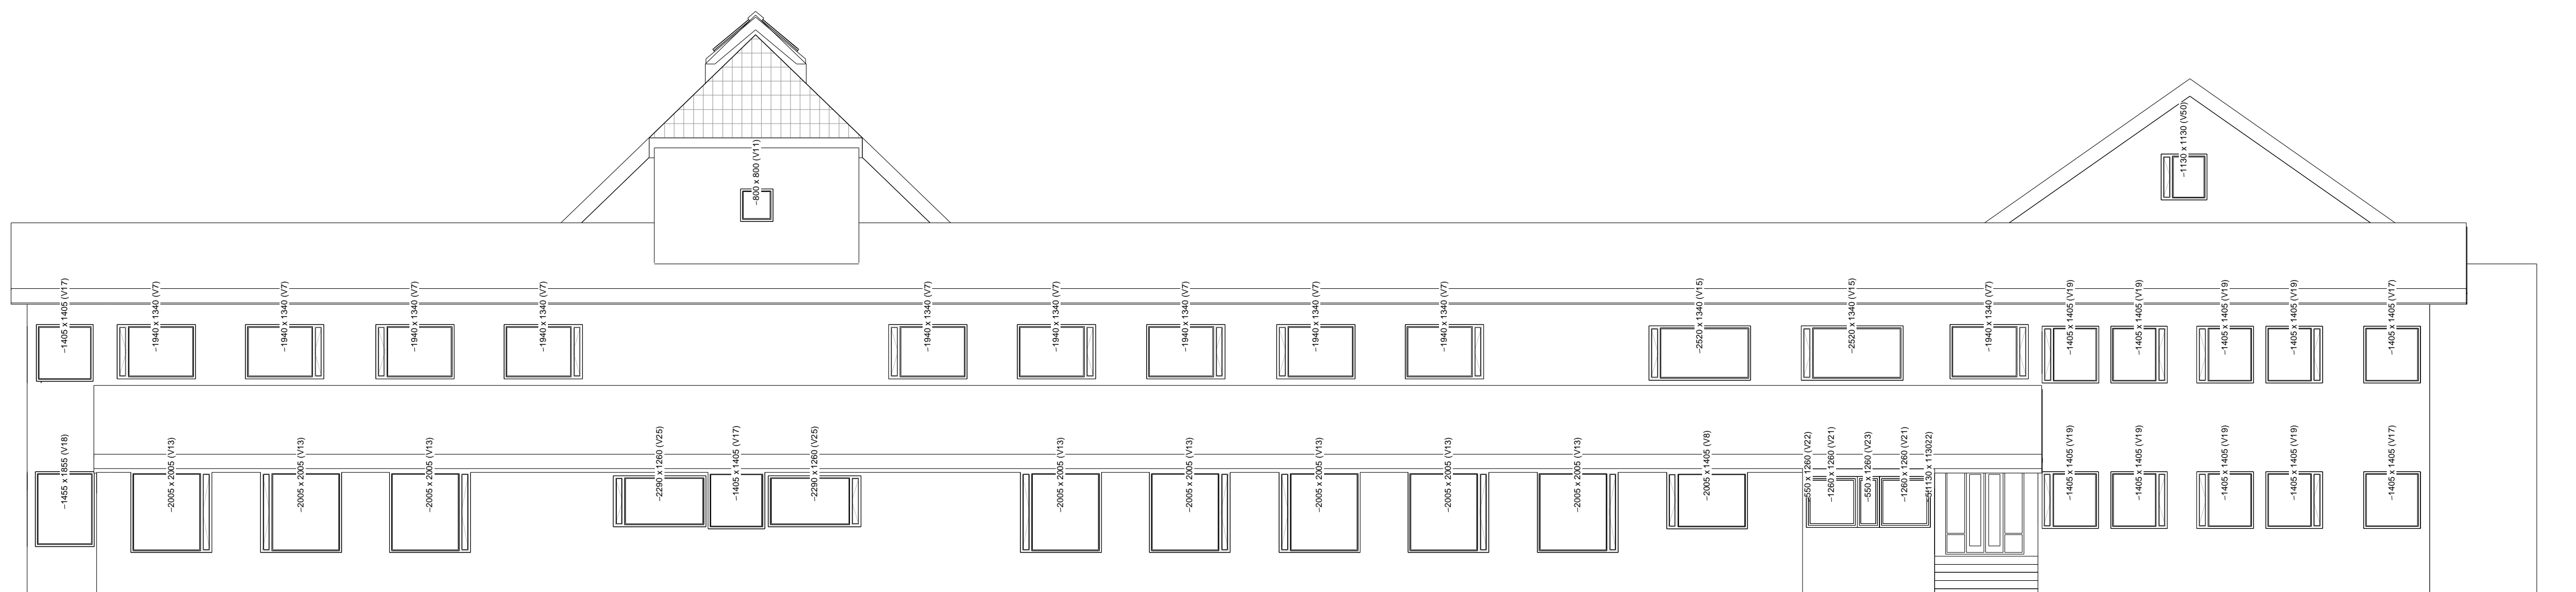 –800 x 800 (V11)
–1130 x 1130 (V50)
–1405 x 1405 (V17)
–1940 x 1340 (V7)
–1940 x 1340 (V7)
–1940 x 1340 (V7)
–1940 x 1340 (V7)
–1940 x 1340 (V7)
–1940 x 1340 (V7)
–1940 x 1340 (V7)
–1940 x 1340 (V7)
–1940 x 1340 (V7)
–2520 x 1340 (V15)
–2520 x 1340 (V15)
–1940 x 1340 (V7)
–1405 x 1405 (V19)
–1405 x 1405 (V19)
–1405 x 1405 (V19)
–1405 x 1405 (V19)
–1405 x 1405 (V17)
–1455 x 1855 (V18)
–2005 x 2005 (V13)
–2005 x 2005 (V13)
–2005 x 2005 (V13)
–2290 x 1260 (V25)
–1405 x 1405 (V17)
–2290 x 1260 (V25)
–2005 x 2005 (V13)
–2005 x 2005 (V13)
–2005 x 2005 (V13)
–2005 x 2005 (V13)
–2005 x 2005 (V13)
–2005 x 1405 (V8)
–550 x 1260 (V22)
–1260 x 1260 (V21)
–550 x 1260 (V23)
–1260 x 1260 (V21)
–1405 x 1405 (V19)
–1405 x 1405 (V19)
–1405 x 1405 (V19)
–1405 x 1405 (V19)
–1405 x 1405 (V17)